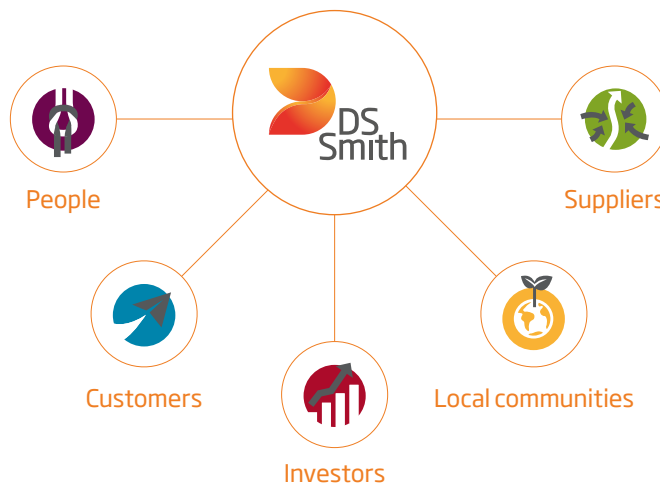 DS
Smith
People
Suppliers
Customers
Local communities
Investors